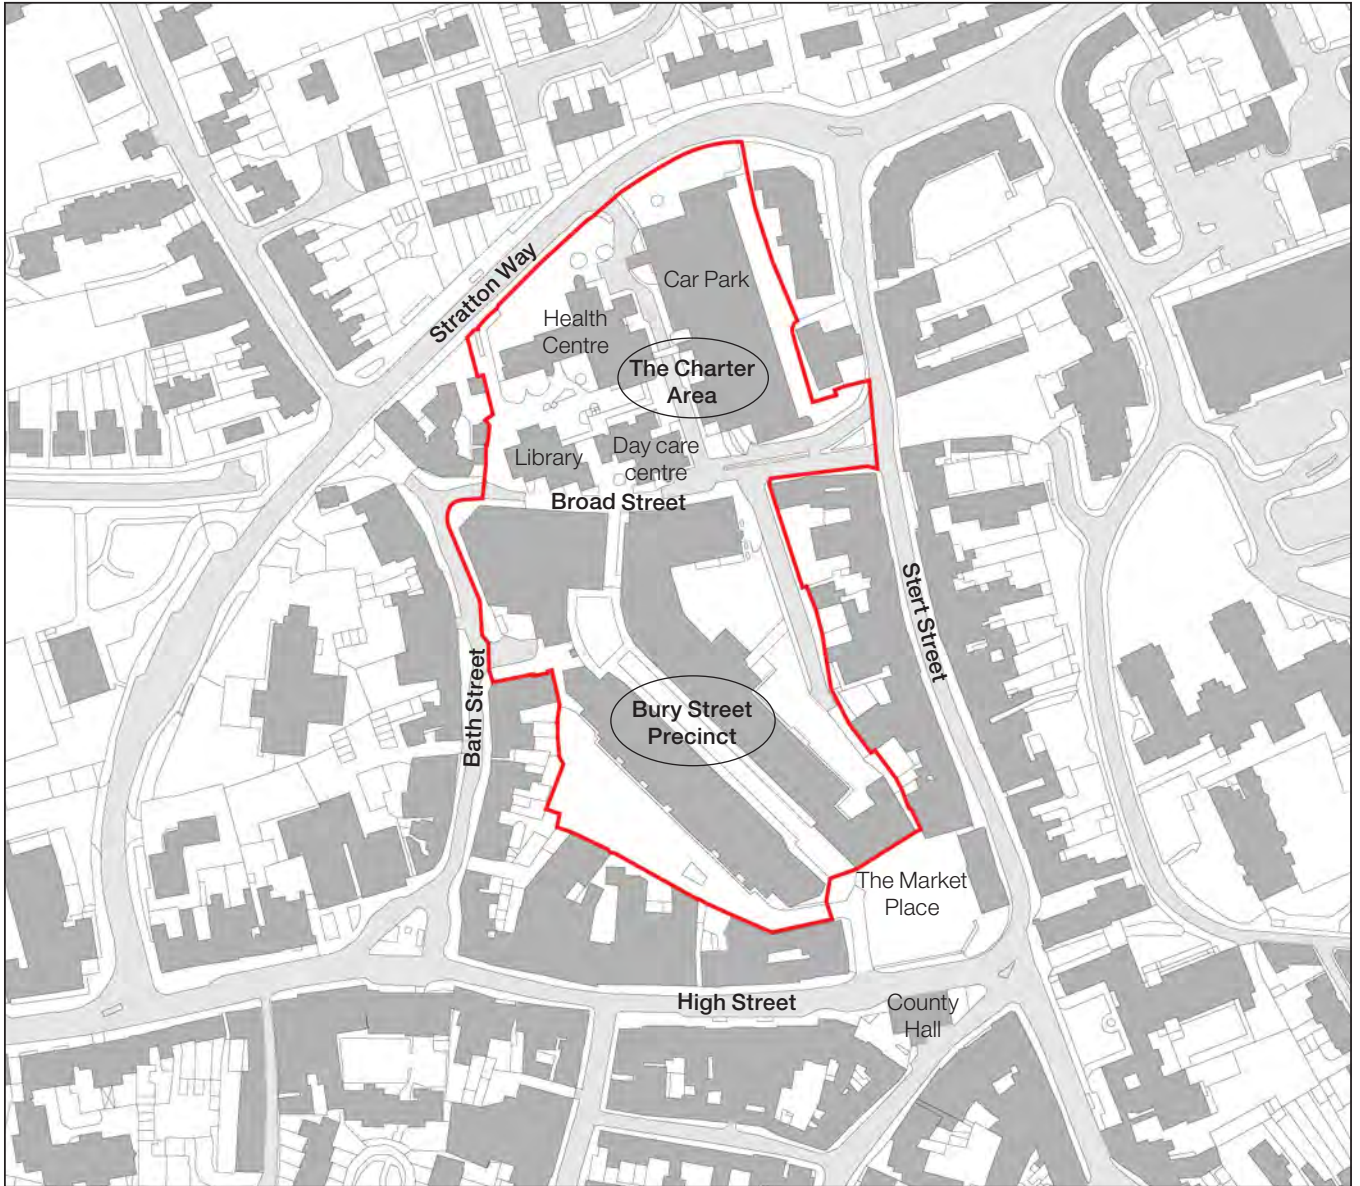 Stratton Way
Car Park
Health
Centre
The Charter
Area
Library
Day care
centre
Broad Street
Stert Street
Bath Street
Bury Street
Precinct
The Market
Place
High Street
County
Hall